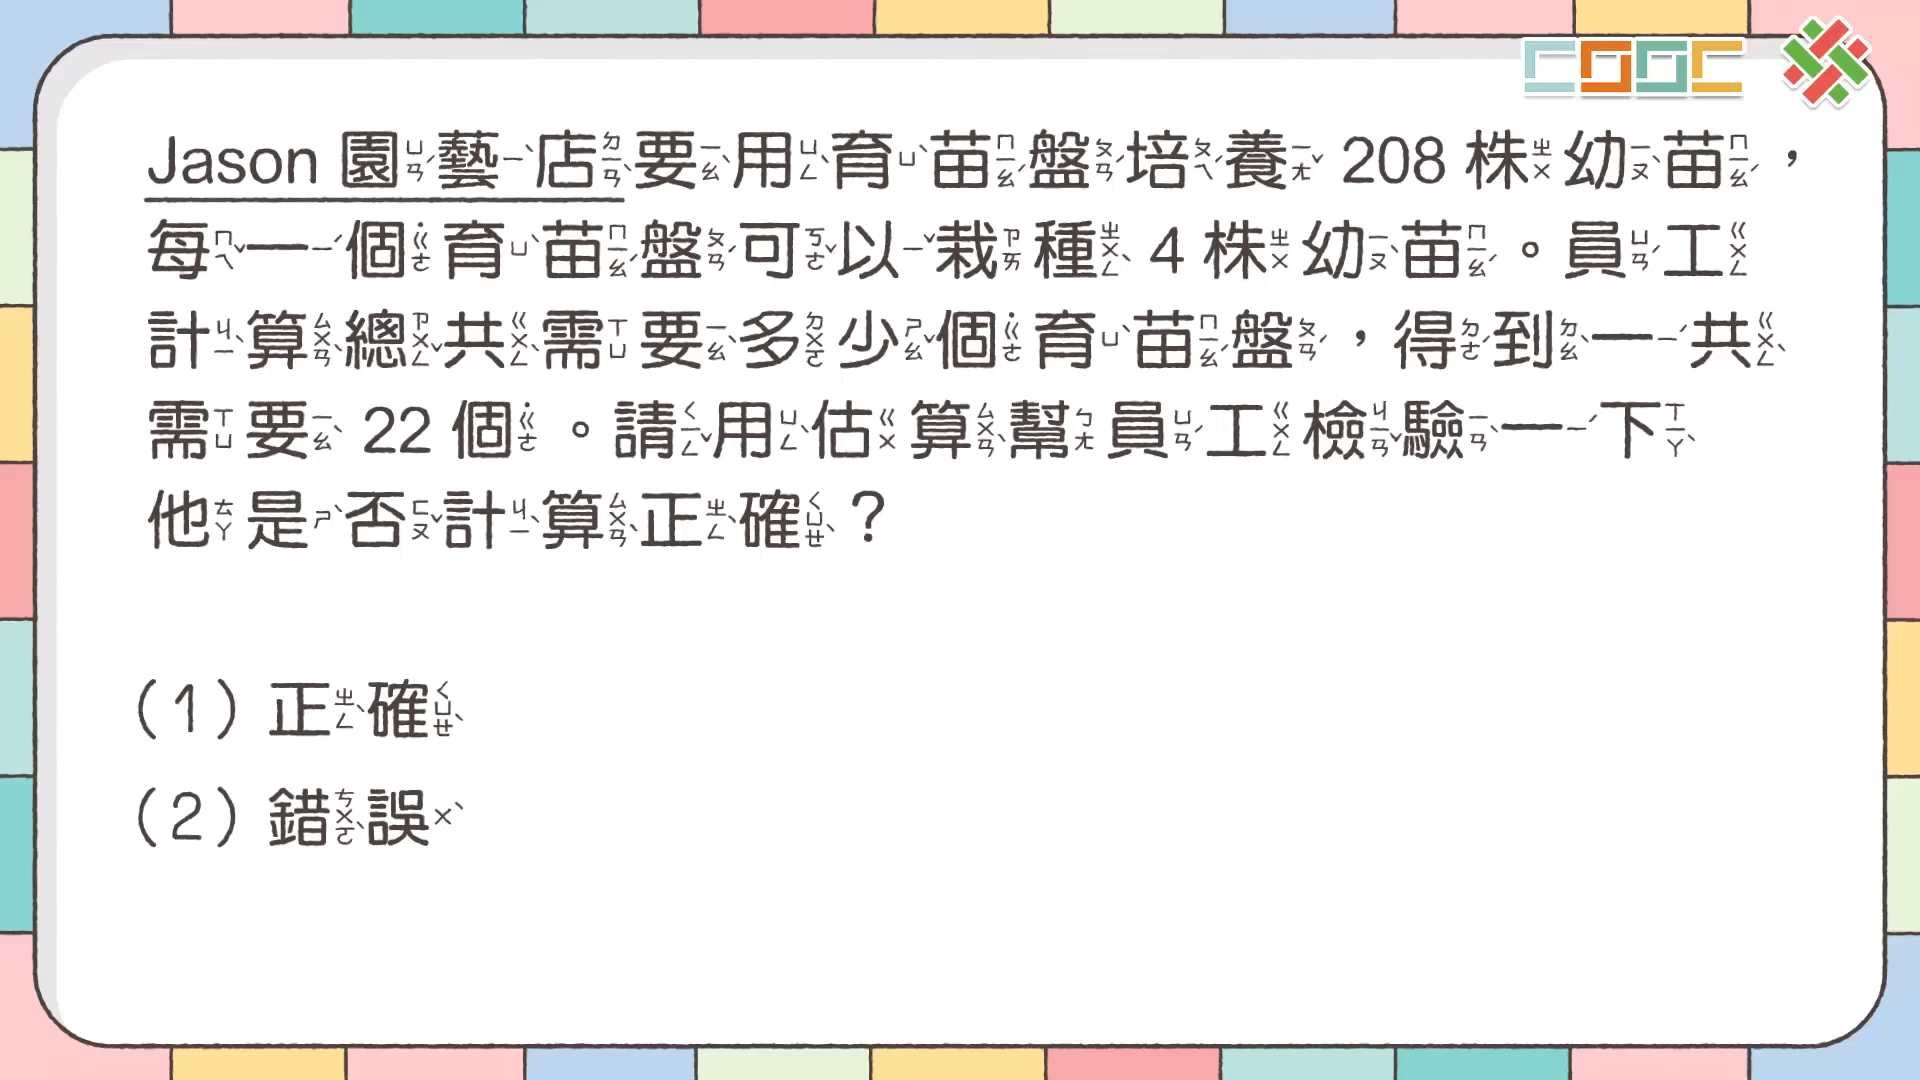 COOC
Jason 園藝店要用育苗盤培養 208 株幼苗，
每一個育苗盤可以栽種 4 株幼苗。員工
計算總共需要多少個育苗盤，得到一共
需要 22 個。請用估算幫員工檢驗一下
他是否計算正確？
（1）正確
（2）錯誤